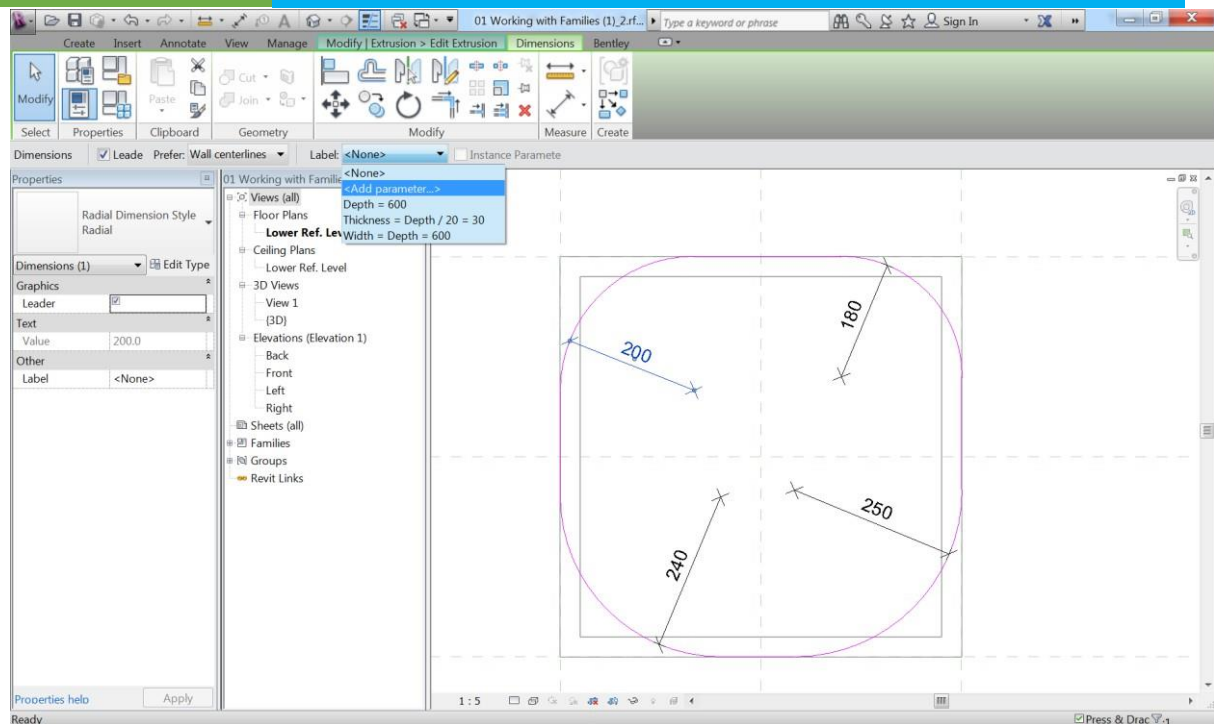 01 Working with Families (1)_2.rf...
Type a keyword or phrase
Sign In
Create Insert Annotate View Manage Modify | Extrusion > Edit Extrusion Dimensions Bentley
Modify
Paste
Cut
Join
Select Properties Clipboard Geometry Modify Measure Create
Dimensions Leade Prefer: Wall centerlines Label: <None> Instance Paramete
<None>
<Add parameter...>
Depth = 600
Thickness = Depth / 20 = 30
Width = Depth = 600
Properties
Radial Dimension Style
Radial
Dimensions (1) Edit Type
Graphics
Leader
Text
Value 200.0
Other
Label <None>
Properties help Apply
01 Working with Familie
Views (all)
Floor Plans
Lower Ref. Lev
Ceiling Plans
Lower Ref. Level
3D Views
View 1
{3D}
Elevations (Elevation 1)
Back
Front
Left
Right
Sheets (all)
Families
Groups
Revit Links
180
200
250
240
1 : 5
Ready
Press & Drac
:1